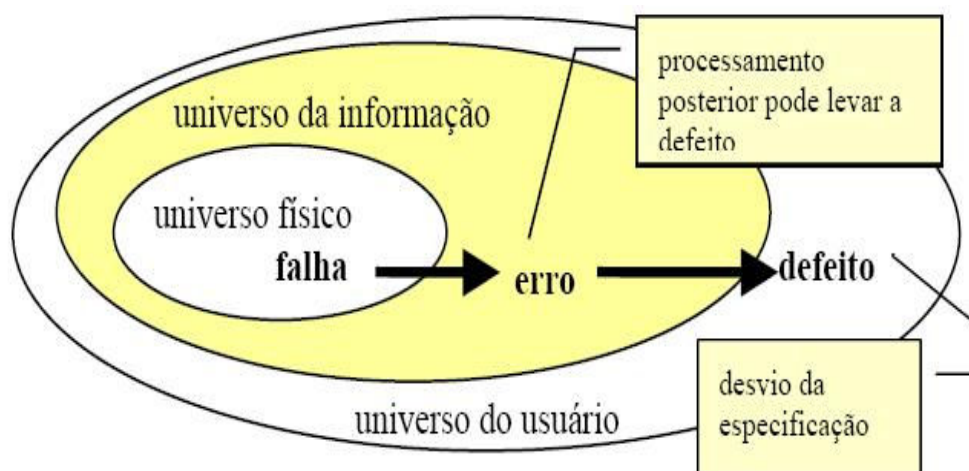 processamento
posterior pode levar a
defeito
universo da informação
universo físico
falha
erro
defeito
desvio da
especificação
universo do usuário